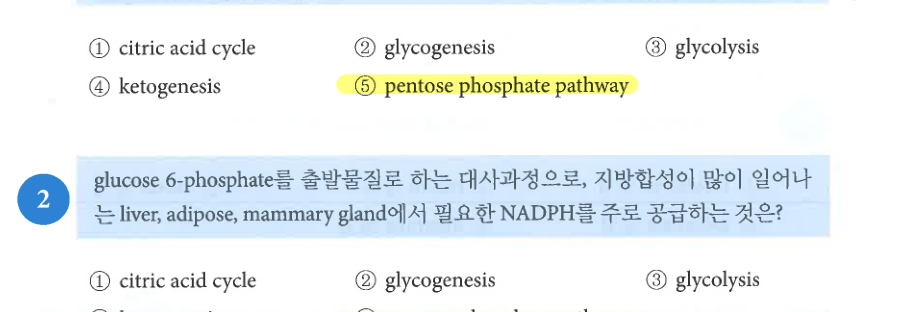 ① citric acid cycle ② glycogenesis ③ glycolysis
④ ketogenesis ⑤ pentose phosphate pathway
2
glucose 6-phosphate를 출발물질로 하는 대사과정으로, 지방합성이 많이 일어나
는 liver, adipose, mammary gland에서 필요한 NADPH를 주로 공급하는 것은?
① citric acid cycle ② glycogenesis ③ glycolysis